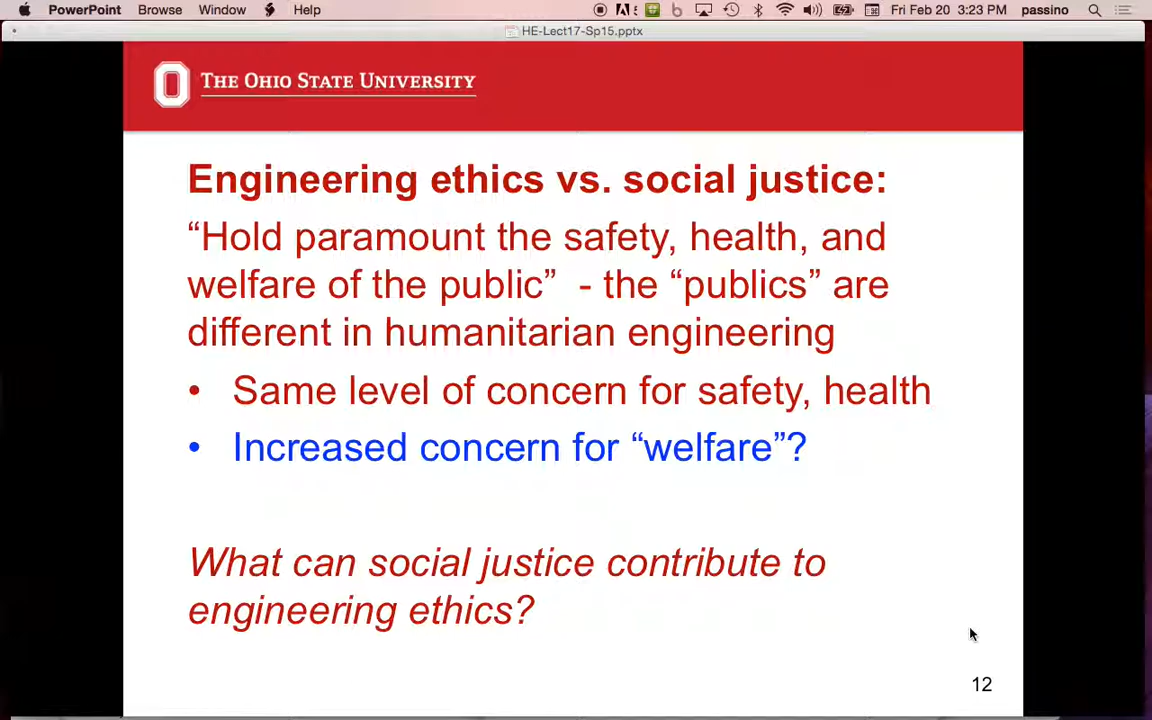 PowerPoint Browse Window Help Fri Feb 20 3:23 PM passino
HE-Lect17-Sp15.pptx
THE OHIO STATE UNIVERSITY
Engineering ethics vs. social justice:
“Hold paramount the safety, health, and
welfare of the public” - the “publics” are
different in humanitarian engineering
• Same level of concern for safety, health
• Increased concern for “welfare”?
What can social justice contribute to
engineering ethics?
12